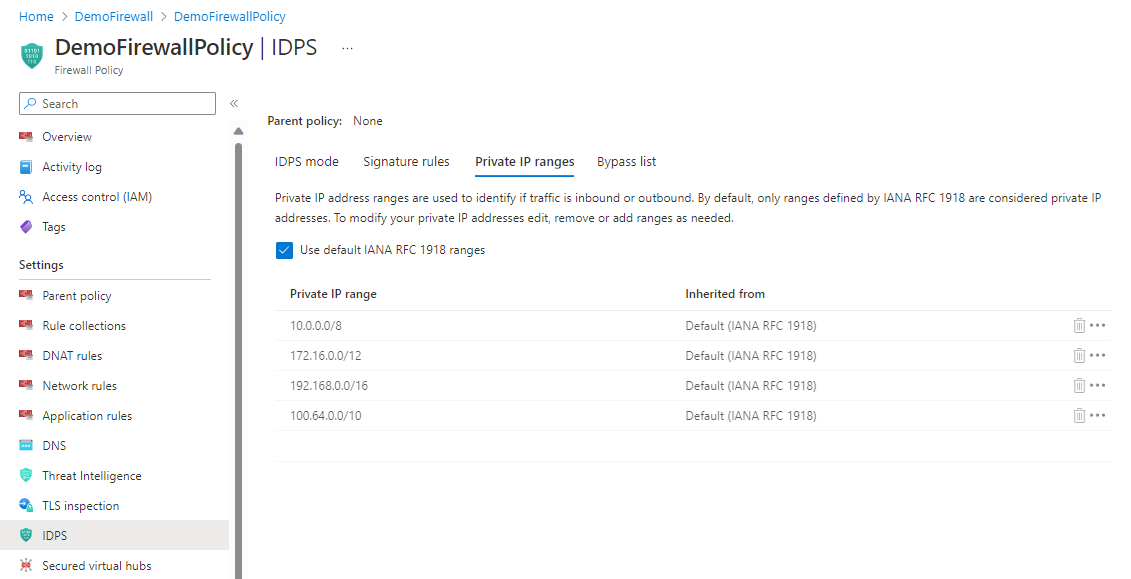 Home > DemoFirewall > DemoFirewallPolicy
DemoFirewallPolicy | IDPS ...
Firewall Policy
Search
«
Overview
Activity log
Access control (IAM)
Tags
Settings
Parent policy
Rule collections
DNAT rules
Network rules
Application rules
DNS
Threat Intelligence
TLS inspection
IDPS
Secured virtual hubs
Parent policy: None
IDPS mode Signature rules Private IP ranges Bypass list
Private IP address ranges are used to identify if traffic is inbound or outbound. By default, only ranges defined by IANA RFC 1918 are considered private IP
addresses. To modify your private IP addresses edit, remove or add ranges as needed.
Use default IANA RFC 1918 ranges
Private IP range Inherited from
10.0.0.0/8 Default (IANA RFC 1918)
172.16.0.0/12 Default (IANA RFC 1918)
192.168.0.0/16 Default (IANA RFC 1918)
100.64.0.0/10 Default (IANA RFC 1918)